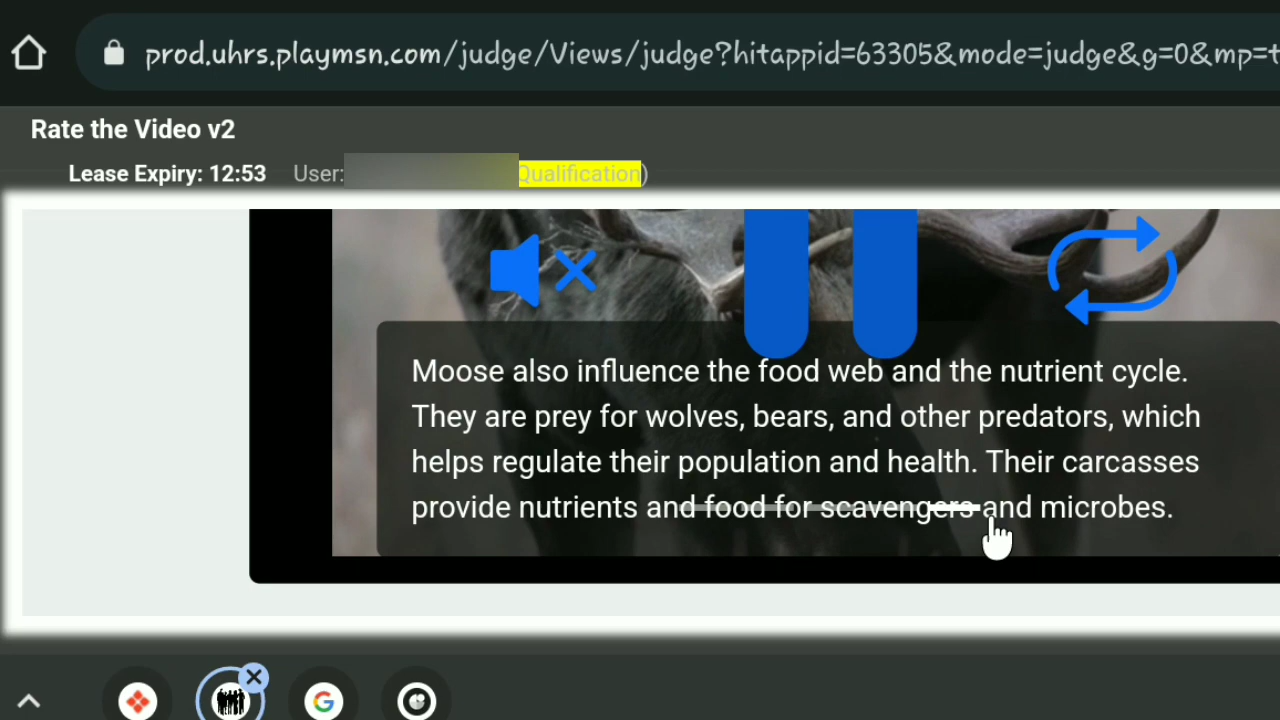 prod.uhrs.playmsn.com/judge/Views/judge?hitappid=63305&mode=judge&g=0&mp=t
Rate the Video v2
Lease Expiry: 12:53 User: Qualification)
Moose also influence the food web and the nutrient cycle.
They are prey for wolves, bears, and other predators, which
helps regulate their population and health. Their carcasses
provide nutrients and food for scavengers and microbes.